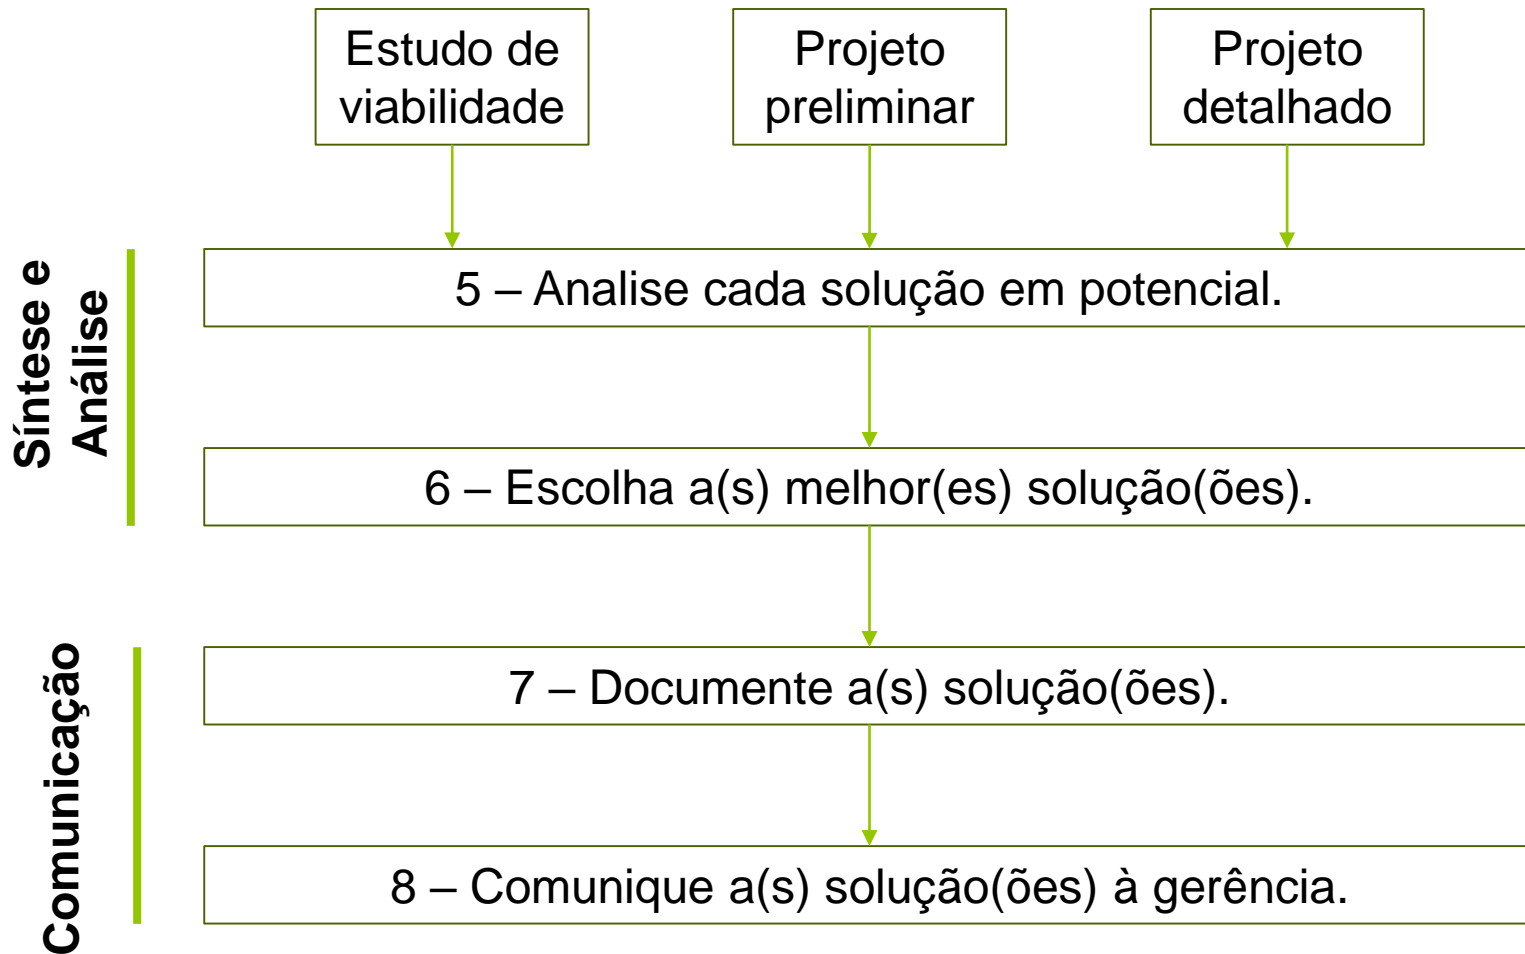 Estudo de
viabilidade
Projeto
preliminar
Projeto
detalhado
Síntese e
Análise
5 – Analise cada solução em potencial.
6 – Escolha a(s) melhor(es) solução(ões).
Comunicação
7 – Documente a(s) solução(ões).
8 – Comunique a(s) solução(ões) à gerência.